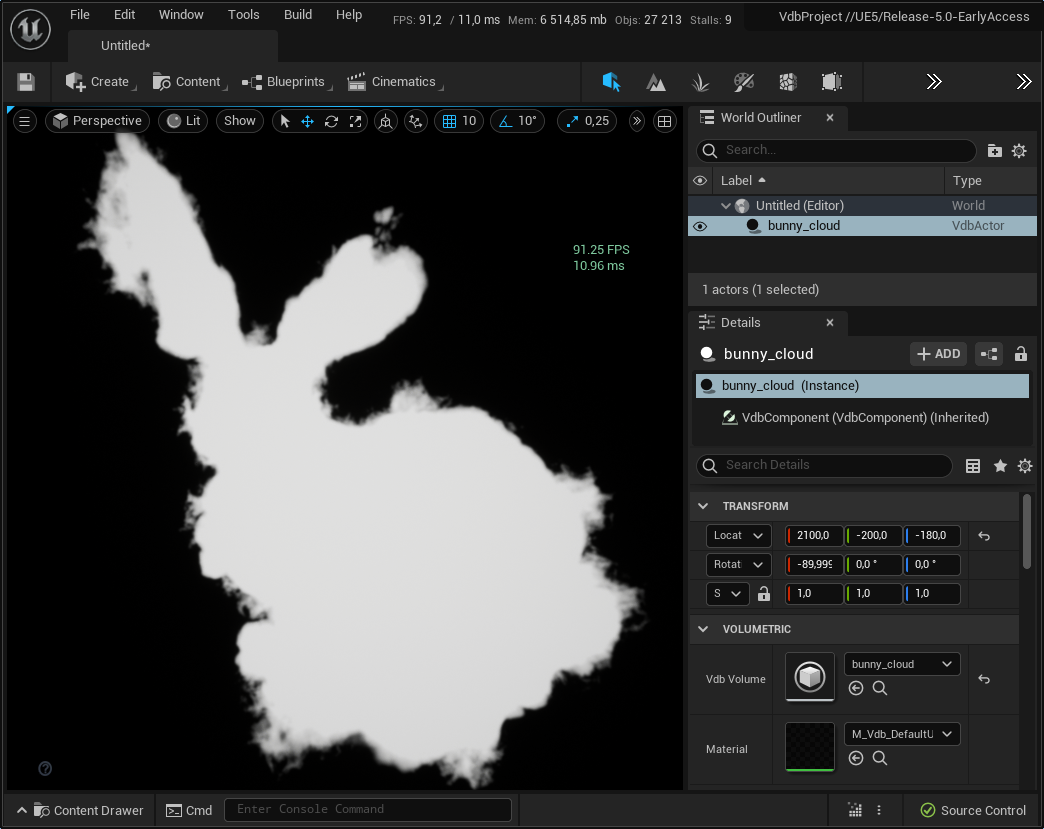 File Edit Window Tools Build Help
FPS: 91,2 / 11,0 ms Mem: 6 514,85 mb Objs: 27 213 Stalls: 9
VdbProject //UE5/Release-5.0-EarlyAccess
Untitled*
Create Content Blueprints Cinematics
Perspective Lit Show 10 10° 0,25
91.25 FPS
10.96 ms
World Outliner
Search...
Label Type
Untitled (Editor) World
bunny_cloud VdbActor
1 actors (1 selected)
Details
bunny_cloud ADD
bunny_cloud (Instance)
VdbComponent (VdbComponent) (Inherited)
Search Details
TRANSFORM
Locat 2100,0 -200,0 -180,0
Rotat -89,999 0,0 ° 0,0 °
S 1,0 1,0 1,0
VOLUMETRIC
Vdb Volume bunny_cloud
Material M_Vdb_DefaultU
Content Drawer Cmd Enter Console Command Source Control